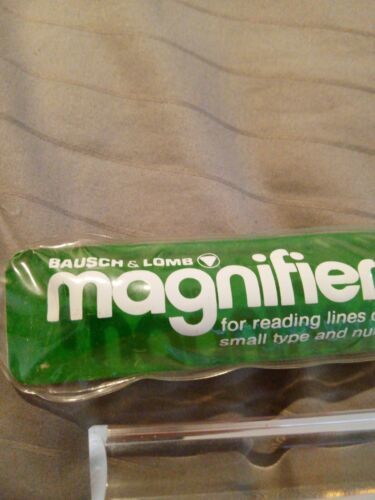 BAUSCH & LOMB
magnifier
for reading lines
small type and